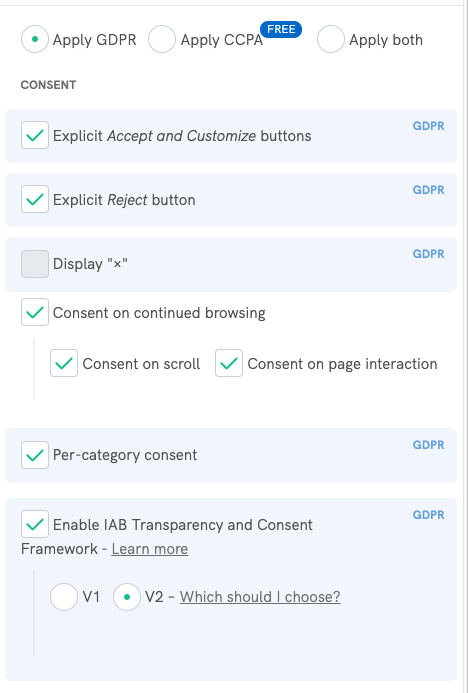 Apply GDPR Apply CCPA FREE Apply both
CONSENT
Explicit Accept and Customize buttons GDPR
Explicit Reject button GDPR
Display "×" GDPR
Consent on continued browsing
Consent on scroll Consent on page interaction
Per-category consent GDPR
Enable IAB Transparency and Consent GDPR
Framework - Learn more
V1 V2 – Which should I choose?